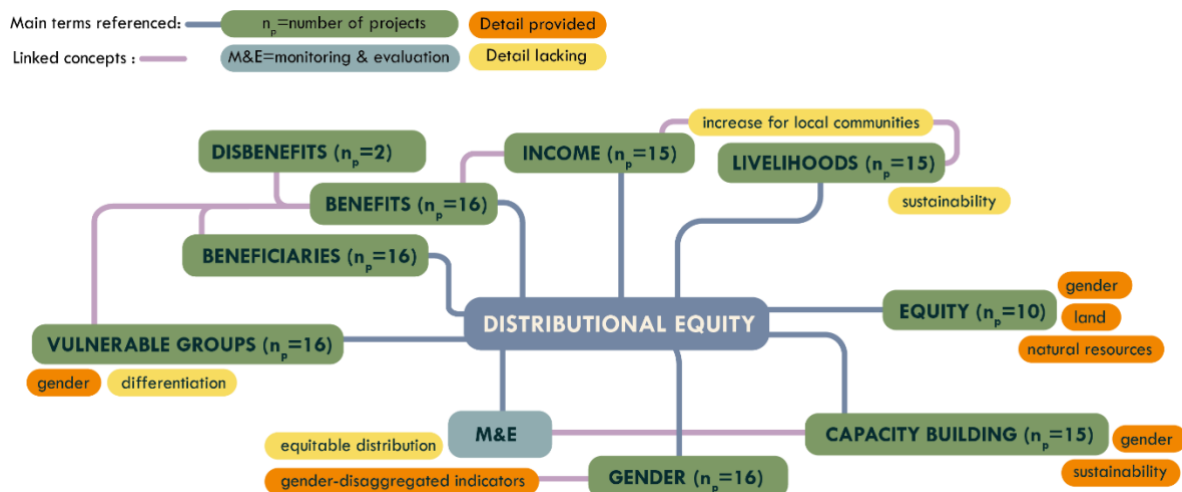 Main terms referenced:
nₚ=number of projects
Detail provided
Linked concepts :
M&E=monitoring & evaluation
Detail lacking
increase for local communities
DISBENEFITS (nₚ=2)
INCOME (nₚ=15)
LIVELIHOODS (nₚ=15)
sustainability
BENEFITS (nₚ=16)
BENEFICIARIES (nₚ=16)
gender
EQUITY (nₚ=10)
land
natural resources
DISTRIBUTIONAL EQUITY
VULNERABLE GROUPS (nₚ=16)
gender
differentiation
equitable distribution
M&E
CAPACITY BUILDING (nₚ=15)
gender
sustainability
gender-disaggregated indicators
GENDER (nₚ=16)